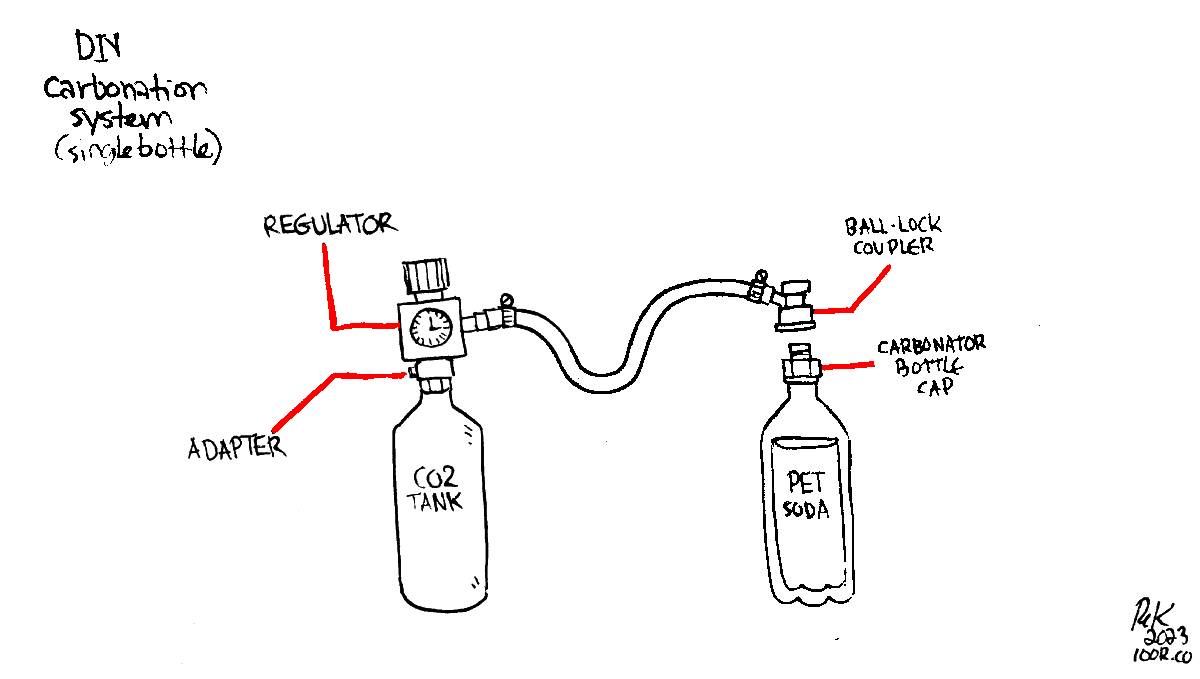 DIY
Carbonation
system
(single bottle)
REGULATOR
BALL-LOCK
COUPLER
CARBONATOR
BOTTLE
CAP
ADAPTER
CO2
TANK
PET
SODA
Rek
2023
100R.CO